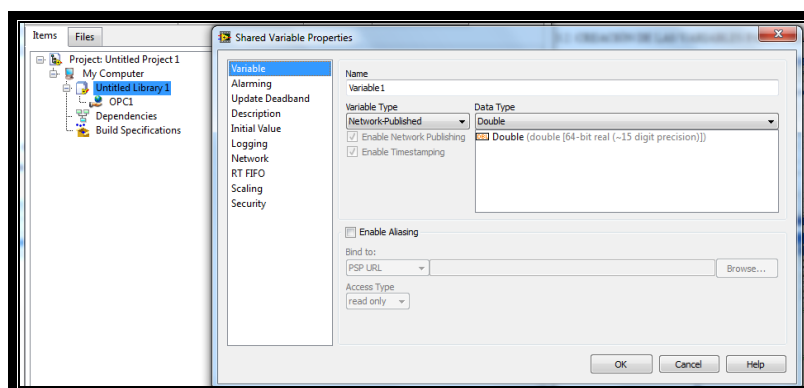 Items
Files
Project: Untitled Project 1
My Computer
Untitled Library 1
OPC1
Dependencies
Build Specifications
Shared Variable Properties
Variable
Alarming
Update Deadband
Description
Initial Value
Logging
Network
RT FIFO
Scaling
Security
Name
Variable1
Variable Type
Data Type
Network-Published
Double
Enable Network Publishing
Double (double [64-bit real (~15 digit precision)])
Enable Timestamping
Enable Aliasing
Bind to:
PSP URL
Browse...
Access Type
read only
OK
Cancel
Help